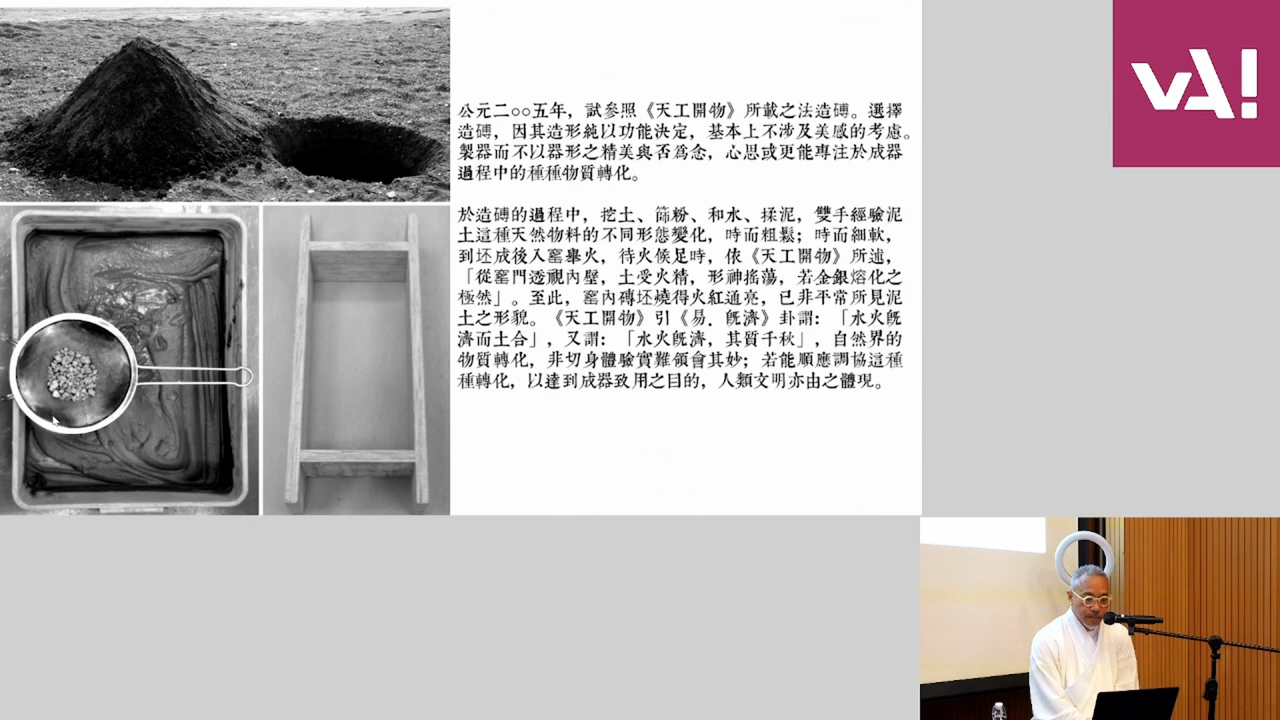 公元二○○五年，試參照《天工開物》所載之法造磚。選擇
造磚，因其造形純以功能決定，基本上不涉及美感的考慮。
製器而不以器形之精美與否爲念，心思或更能專注於成器
過程中的種種物質轉化。
於造磚的過程中，挖土、篩粉、和水、揉泥，雙手經驗泥
土這種天然物料的不同形態變化，時而粗鬆；時而細軟，
到坯成後入窰舉火，待火候足時，依《天工開物》所述，
「從窰門透視內壁，土受火精，形神搖蕩，若金銀熔化之
極然」。至此，窰內磚坯燒得火紅通亮，已非平常所見泥
土之形貌。《天工開物》引《易．旣濟》卦謂：「水火旣
濟而土合」，又謂：「水火旣濟，其質千秋」，自然界的
物質轉化，非切身體驗實難領會其妙；若能順應調協這種
種轉化，以達到成器致用之目的，人類文明亦由之體現。
vA!